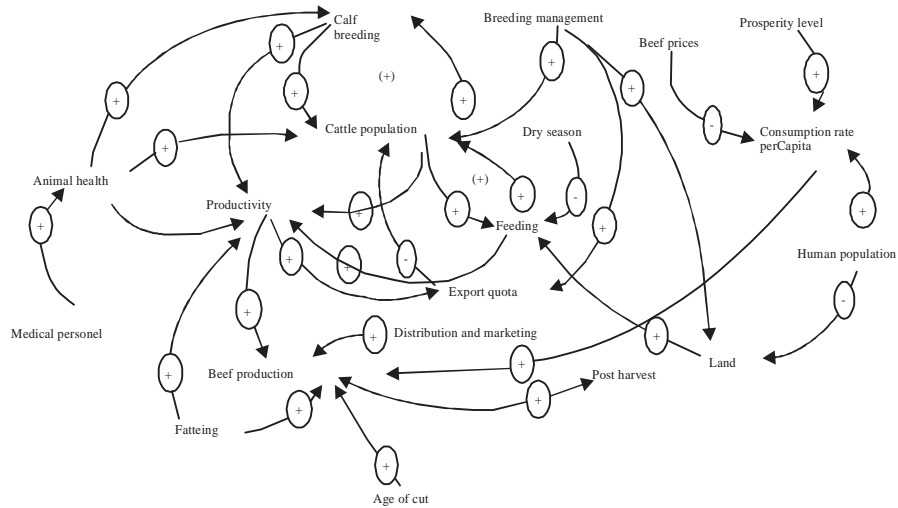 Calf
breeding
Breeding management
Prosperity level
Beef prices
+
+
+
+
+
(+)
+
+
+
-
Cattle population
Dry season
Consumption rate
perCapita
+
Animal health
(+)
+
-
Productivity
+
+
+
+
Feeding
+
+
+
-
Human population
Export quota
-
+
Medical personel
Distribution and marketing
+
+
Land
+
Beef production
Post harvest
+
+
+
Fatteing
+
Age of cut